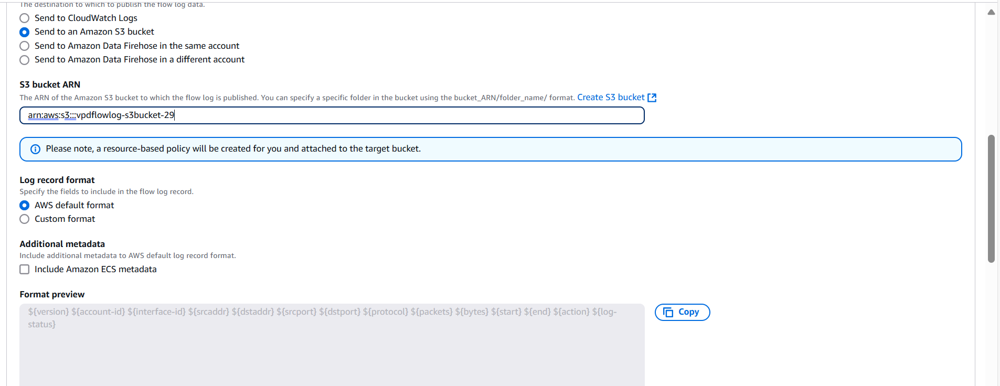 The destination to which to publish the flow log data.
Send to CloudWatch Logs
Send to an Amazon S3 bucket
Send to Amazon Data Firehose in the same account
Send to Amazon Data Firehose in a different account
S3 bucket ARN
The ARN of the Amazon S3 bucket to which the flow log is published. You can specify a specific folder in the bucket using the bucket_ARN/folder_name/ format. Create S3 bucket
arn:aws:s3:::vpdflowlog-s3bucket-29
Please note, a resource-based policy will be created for you and attached to the target bucket.
Log record format
Specify the fields to include in the flow log record.
AWS default format
Custom format
Additional metadata
Include additional metadata to AWS default log record format.
Include Amazon ECS metadata
Format preview
${version} ${account-id} ${interface-id} ${srcaddr} ${dstaddr} ${srcport} ${dstport} ${protocol} ${packets} ${bytes} ${start} ${end} ${action} ${log-
status}
Copy